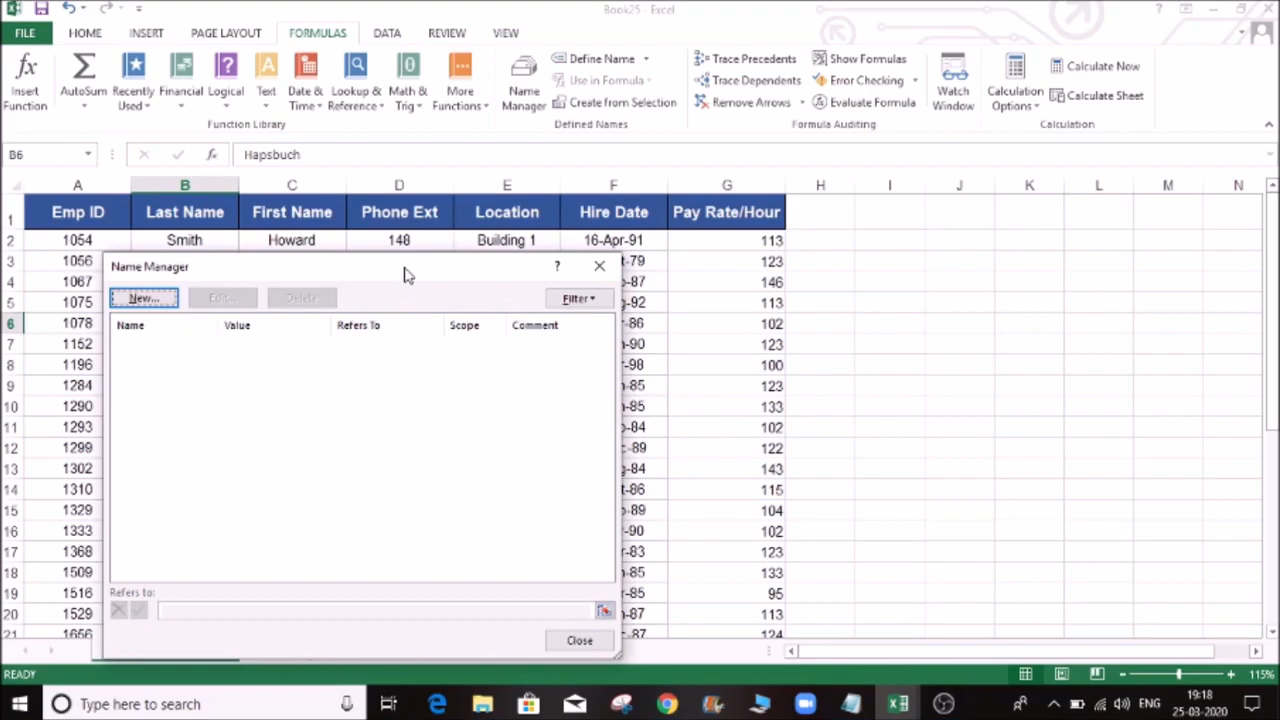 Book25 - Excel
FILE HOME INSERT PAGE LAYOUT FORMULAS DATA REVIEW VIEW
fx Insert Function
Σ AutoSum
Recently Used
Financial
Logical
Text
Date & Time
Lookup & Reference
Math & Trig
More Functions
Function Library
Name Manager
Define Name
Use in Formula
Create from Selection
Defined Names
Trace Precedents
Trace Dependents
Remove Arrows
Show Formulas
Error Checking
Evaluate Formula
Formula Auditing
Watch Window
Calculation Options
Calculate Now
Calculate Sheet
Calculation
B6 fx Hapsbuch
A B C D E F G H I J K L M N
1 Emp ID Last Name First Name Phone Ext Location Hire Date Pay Rate/Hour
2 1054 Smith Howard 148 Building 1 16-Apr-91 113
3 1056 t-79 123
4 1067 o-87 146
5 1075 g-92 113
6 1078 r-86 102
7 1152 n-90 123
8 1196 r-98 100
9 1284 n-85 123
10 1290 n-85 133
11 1293 o-84 102
12 1299 c-89 122
13 1302 g-84 143
14 1310 t-86 115
15 1329 o-89 104
16 1333 r-90 102
17 1368 r-83 123
18 1509 n-85 133
19 1516 r-85 95
20 1529 n-87 113
21 1656 r-87 124
Name Manager ?
New... Edit... Delete Filter
Name Value Refers To Scope Comment
Refers to:
Close
READY 115%
Type here to search
ENG
19:18
25-03-2020